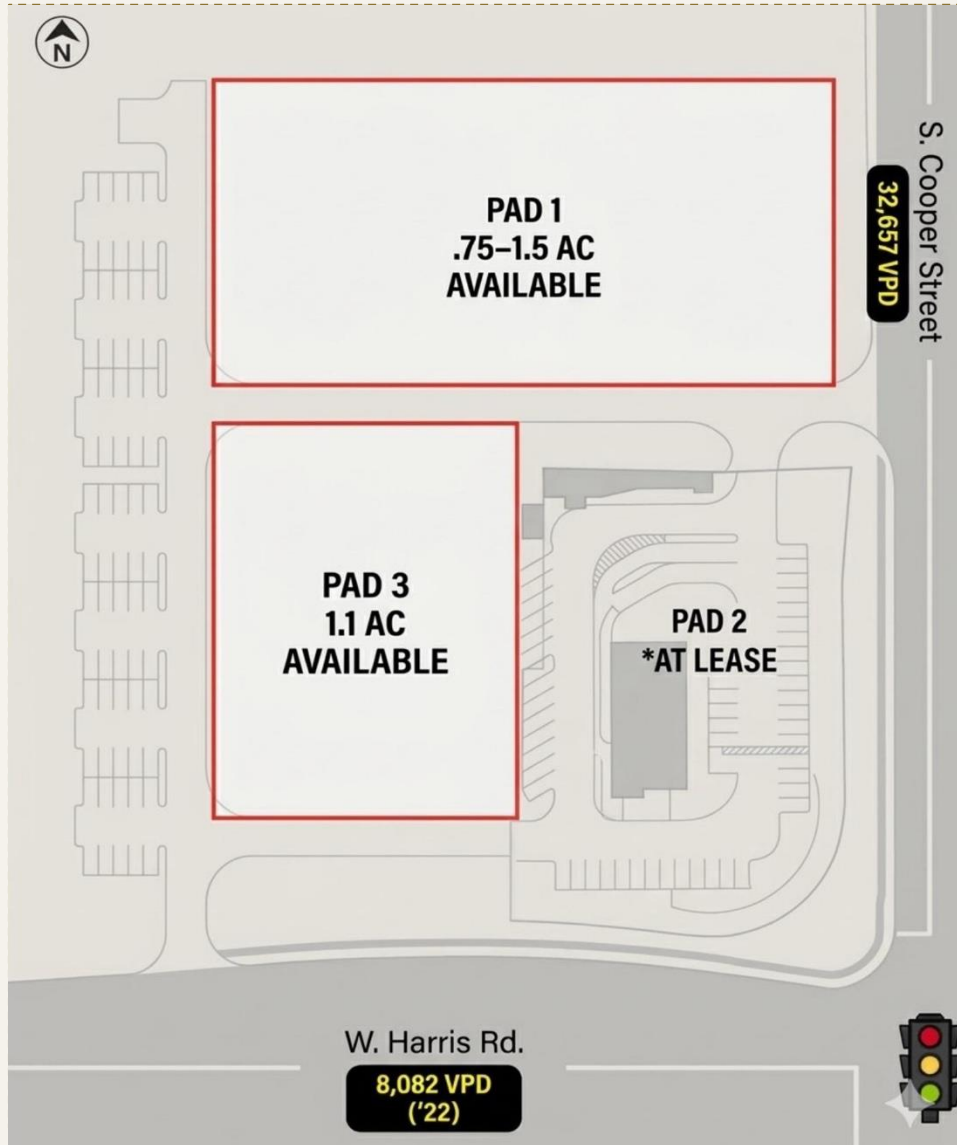 N
PAD 1
.75–1.5 AC
AVAILABLE
S. Cooper Street
32,657 VPD
PAD 3
1.1 AC
AVAILABLE
PAD 2
*AT LEASE
W. Harris Rd.
8,082 VPD
('22)